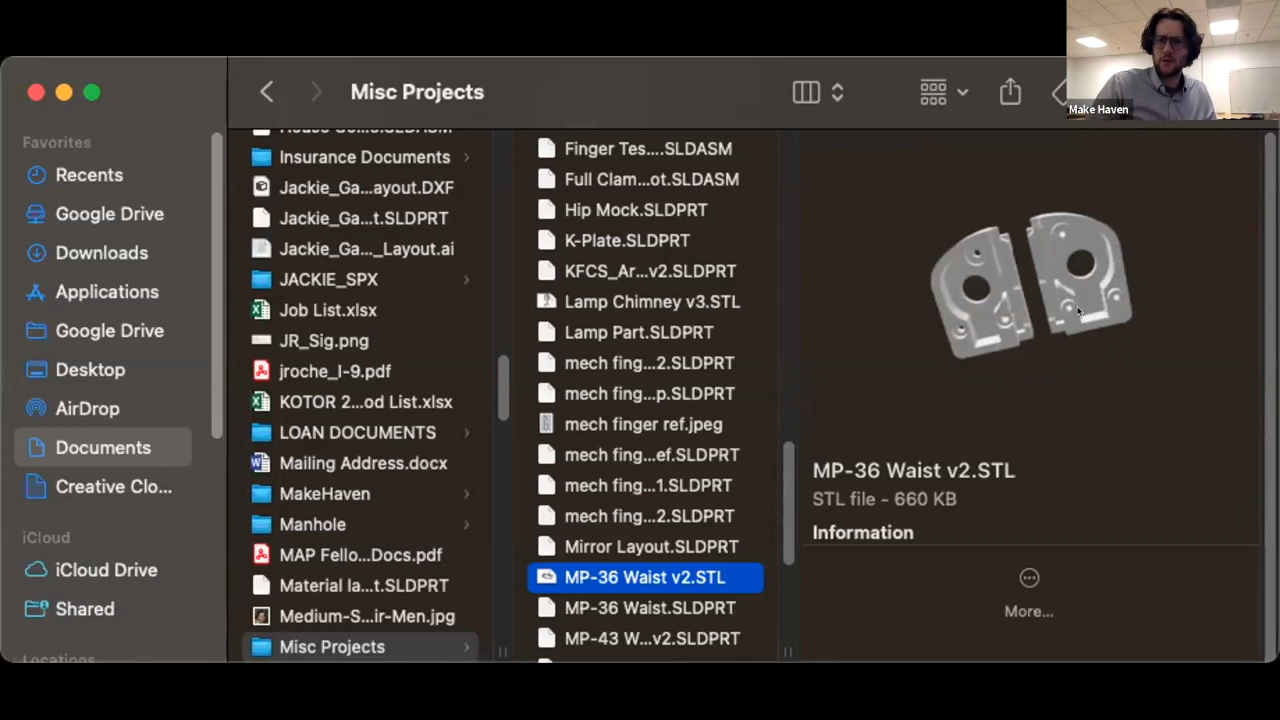 Misc Projects
Make Haven
Favorites
Recents
Google Drive
Downloads
Applications
Google Drive
Desktop
AirDrop
Documents
Creative Clo...
iCloud
iCloud Drive
Shared
Locations
Insurance Documents
Jackie_Ga...ayout.DXF
Jackie_Ga...t.SLDPRT
Jackie_Ga..._Layout.ai
JACKIE_SPX
Job List.xlsx
JR_Sig.png
jroche_I-9.pdf
KOTOR 2...od List.xlsx
LOAN DOCUMENTS
Mailing Address.docx
MakeHaven
Manhole
MAP Fello...Docs.pdf
Material la...t.SLDPRT
Medium-S...ir-Men.jpg
Misc Projects
Finger Tes....SLDASM
Full Clam...ot.SLDASM
Hip Mock.SLDPRT
K-Plate.SLDPRT
KFCS_Ar...v2.SLDPRT
Lamp Chimney v3.STL
Lamp Part.SLDPRT
mech fing...2.SLDPRT
mech fing...p.SLDPRT
mech finger ref.jpeg
mech fing...ef.SLDPRT
mech fing...1.SLDPRT
mech fing...2.SLDPRT
Mirror Layout.SLDPRT
MP-36 Waist v2.STL
MP-36 Waist.SLDPRT
MP-43 W...v2.SLDPRT
MP-36 Waist v2.STL
STL file - 660 KB
Information
More...